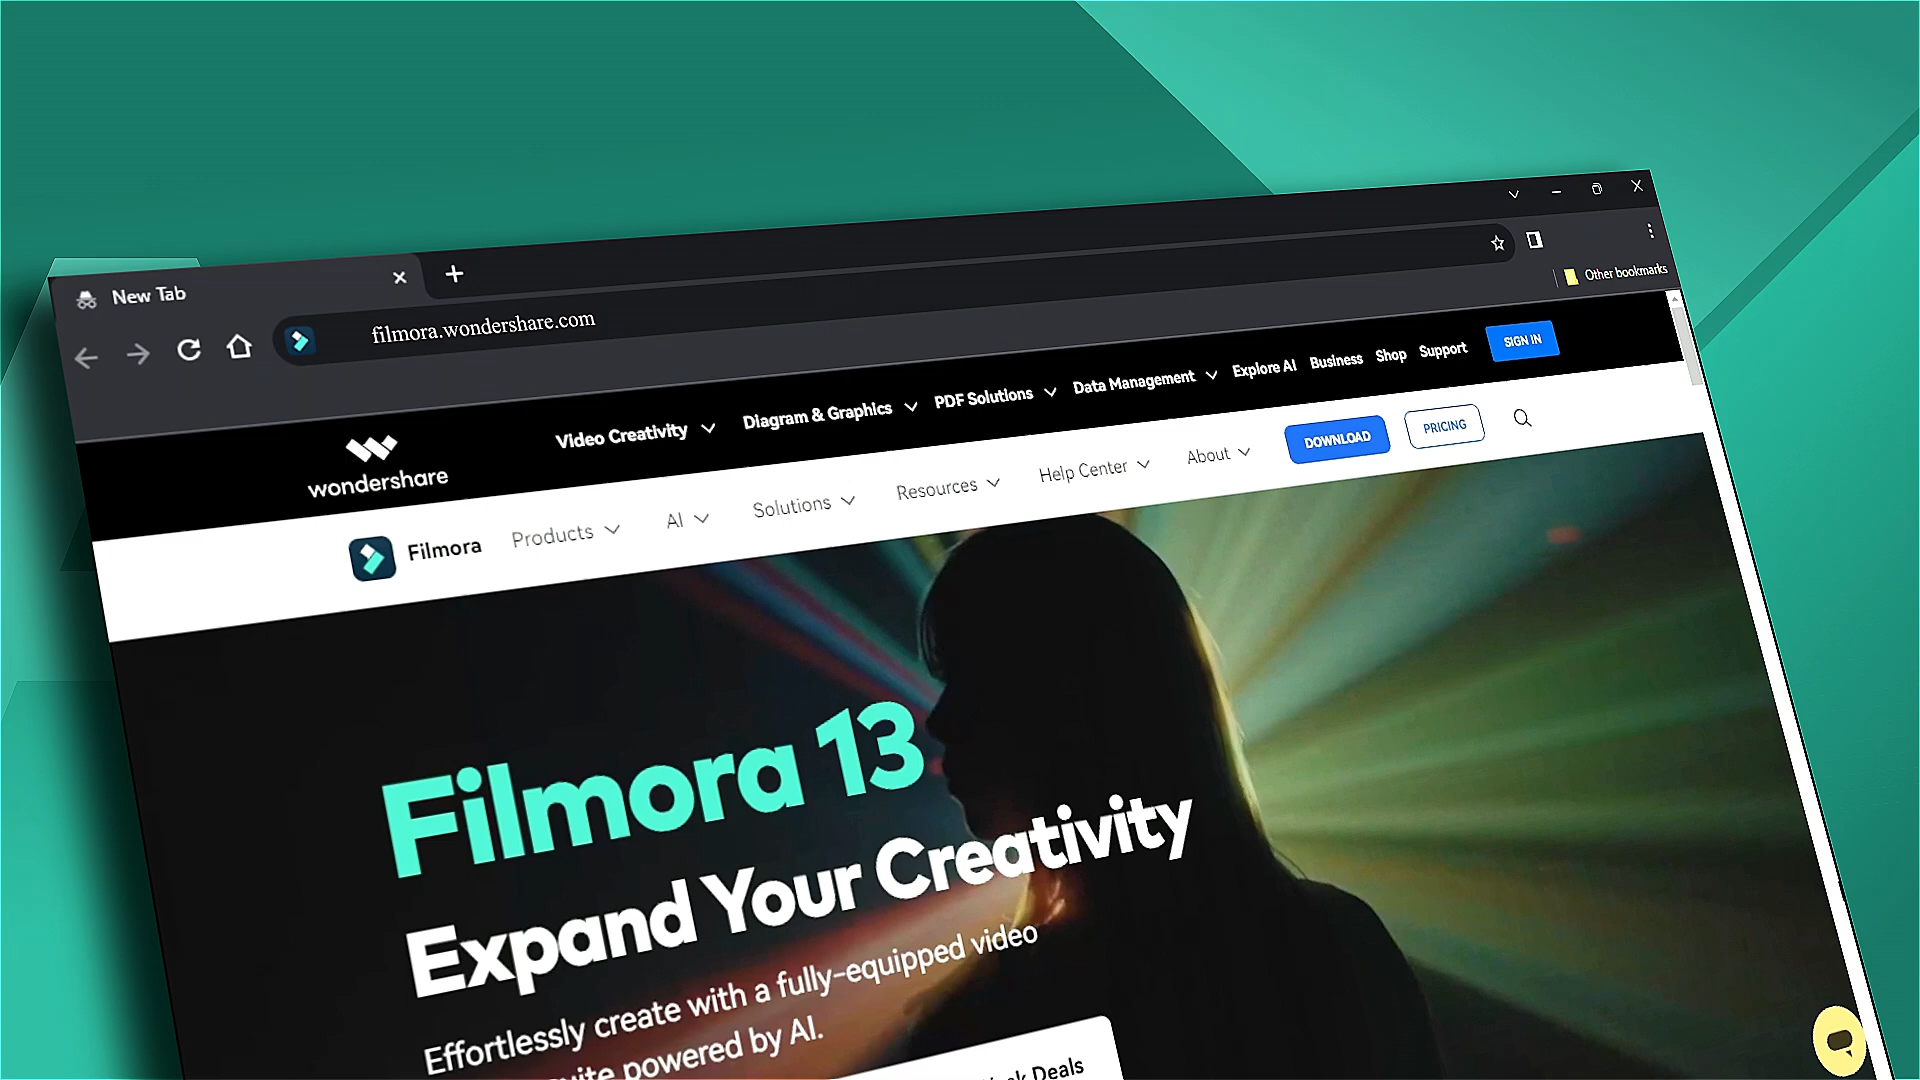 New Tab
filmora.wondershare.com
Other bookmarks
wondershare
Video Creativity
Diagram & Graphics
PDF Solutions
Data Management
Explore AI
Business
Shop
Support
SIGN IN
Filmora
Products
AI
Solutions
Resources
Help Center
About
DOWNLOAD
PRICING
Filmora 13
Expand Your Creativity
Effortlessly create with a fully-equipped video
powered by AI.
Deals